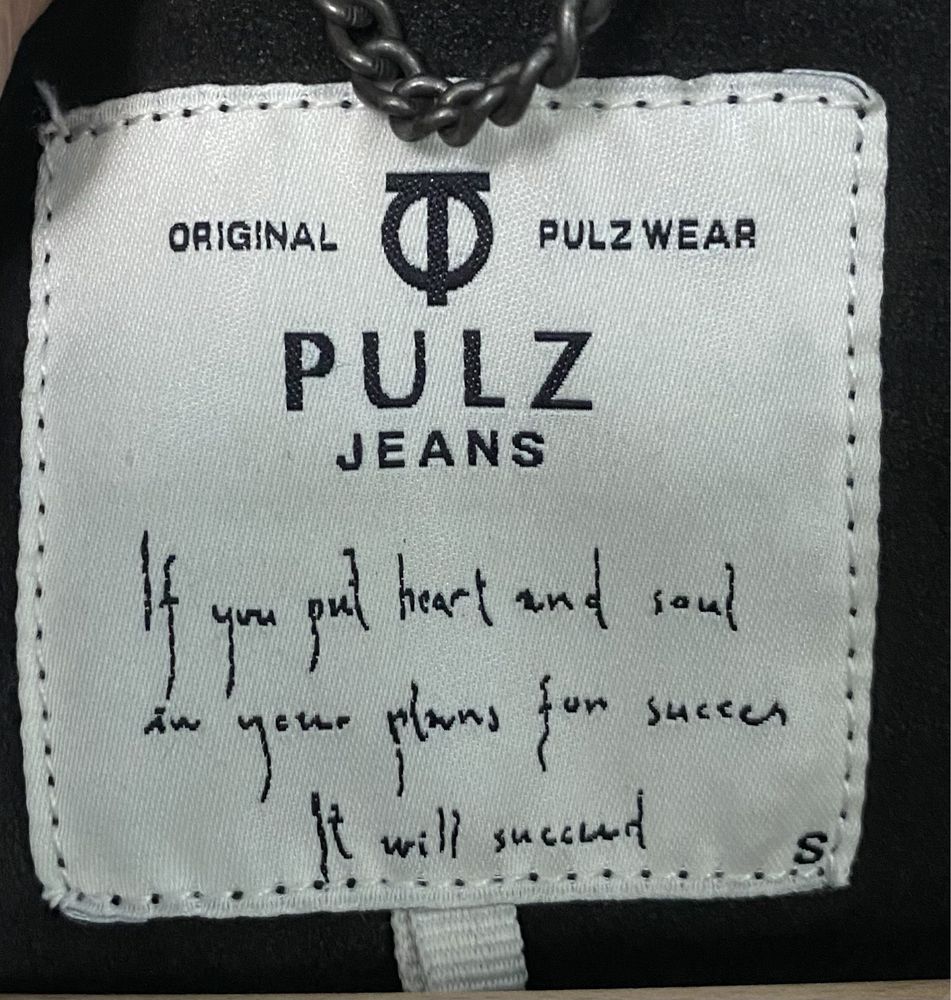 ORIGINAL PULZ WEAR
PULZ
JEANS
If you put heart and soul
in your plans for succes
It will succeed
S